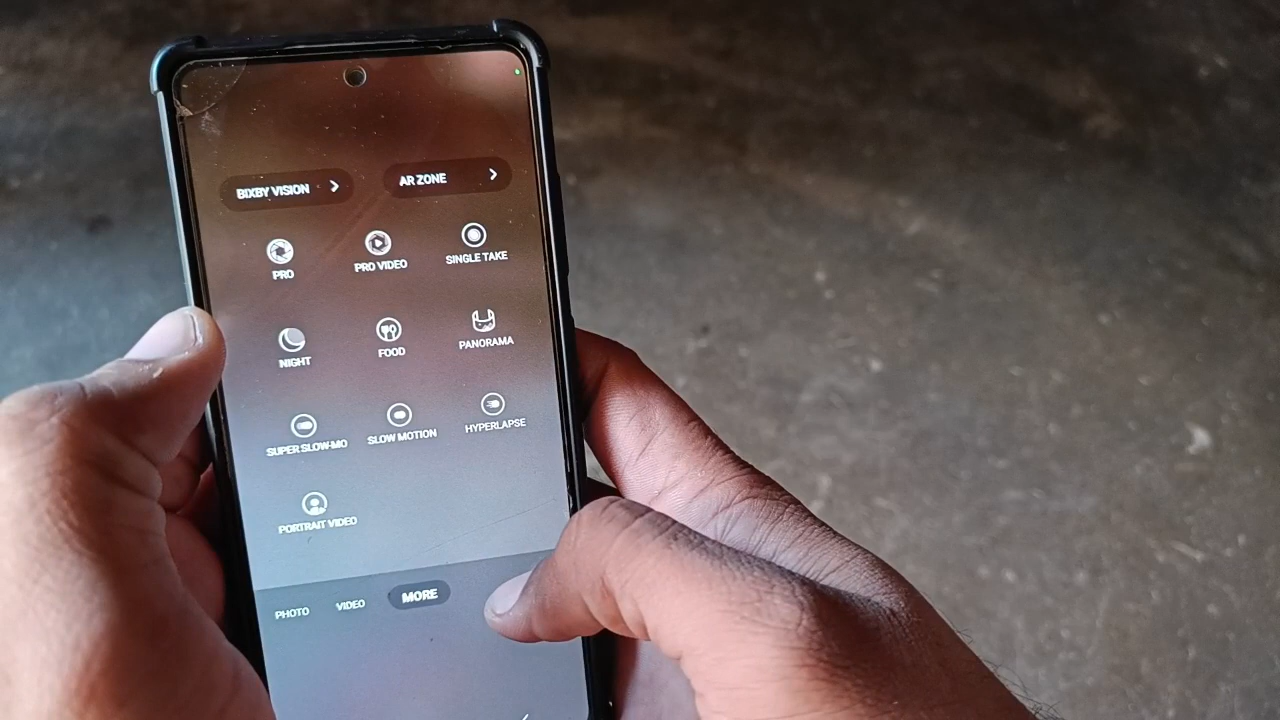 BIXBY VISION
AR ZONE
PRO
PRO VIDEO
SINGLE TAKE
NIGHT
FOOD
PANORAMA
SUPER SLOW-MO
SLOW MOTION
HYPERLAPSE
PORTRAIT VIDEO
PHOTO
VIDEO
MORE